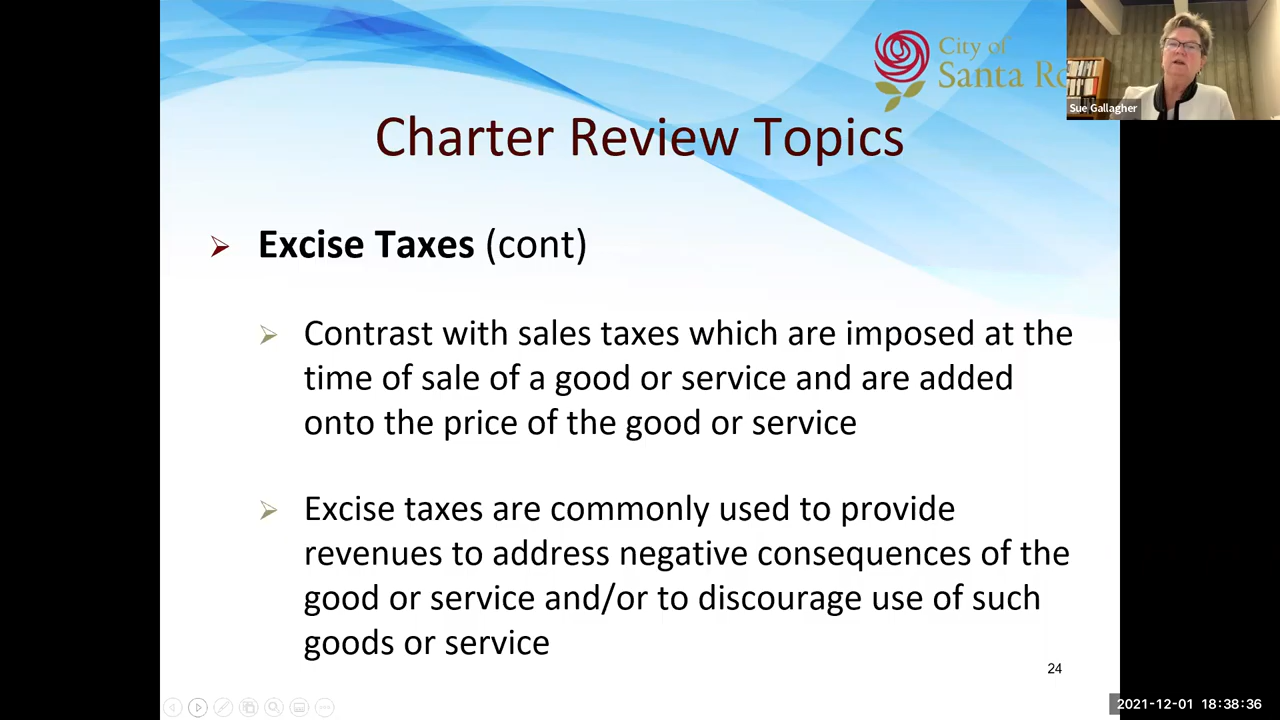 City of
Santa Ro
Sue Gallagher
Charter Review Topics
Excise Taxes (cont)
Contrast with sales taxes which are imposed at the
time of sale of a good or service and are added
onto the price of the good or service
Excise taxes are commonly used to provide
revenues to address negative consequences of the
good or service and/or to discourage use of such
goods or service
24
2021-12-01 18:38:36